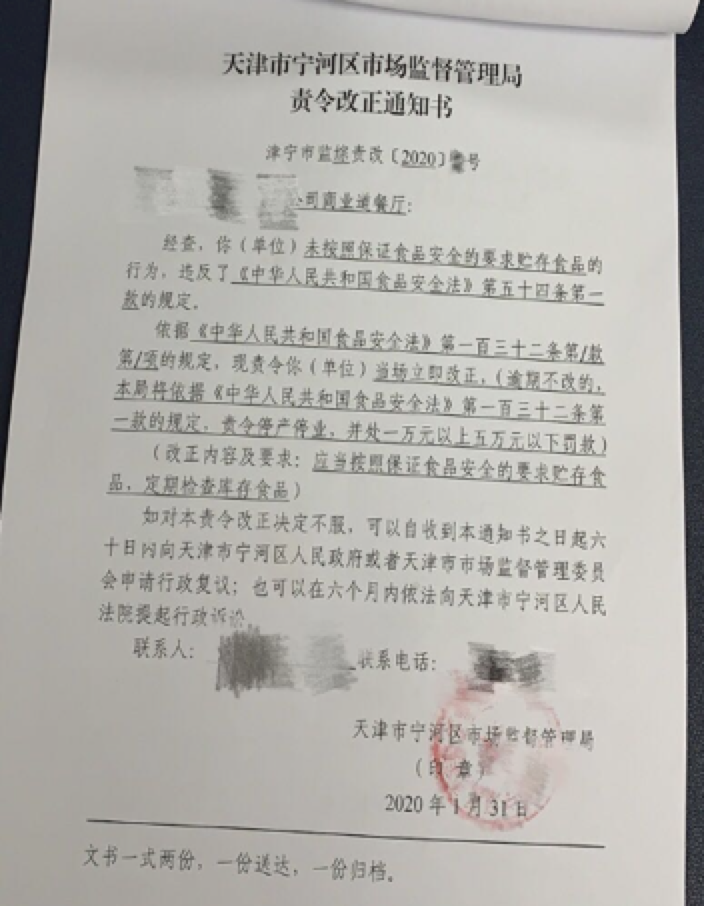 天津市宁河区市场监督管理局
责令改正通知书
津宁市监综责改〔2020〕号
公司商业道餐厅：
经查，你（单位）未按照保证食品安全的要求贮存食品的
行为，违反了《中华人民共和国食品安全法》第五十四条第一
款的规定。
依据《中华人民共和国食品安全法》第一百三十二条第/款
第/项的规定，现责令你（单位）当场立即改正，（逾期不改的，
本局将依据《中华人民共和国食品安全法》第一百三十二条第
一款的规定，责令停产停业，并处一万元以上五万元以下罚款）
（改正内容及要求：应当按照保证食品安全的要求贮存食
品，定期检查库存食品）
如对本责令改正决定不服，可以自收到本通知书之日起六
十日内向天津市宁河区人民政府或者天津市市场监督管理委员
会申请行政复议；也可以在六个月内依法向天津市宁河区人民
法院提起行政诉讼。
联系人： 联系电话：
天津市宁河区市场监督管理局
（印 章）
2020 年 1 月 31 日
文书一式两份，一份送达，一份归档。